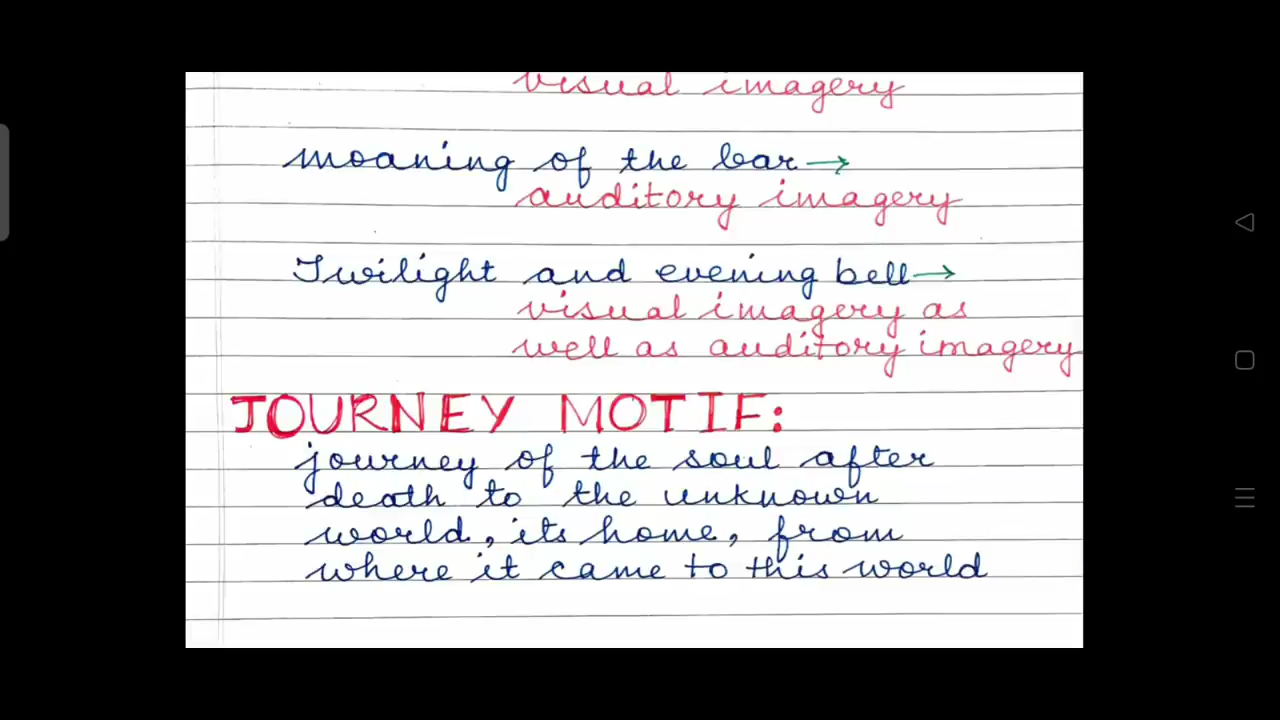 visual imagery
moaning of the bar→
auditory imagery
Twilight and evening bell→
visual imagery as
well as auditory imagery
JOURNEY MOTIF:
journey of the soul after
death to the unknown
world, its home, from
where it came to this world